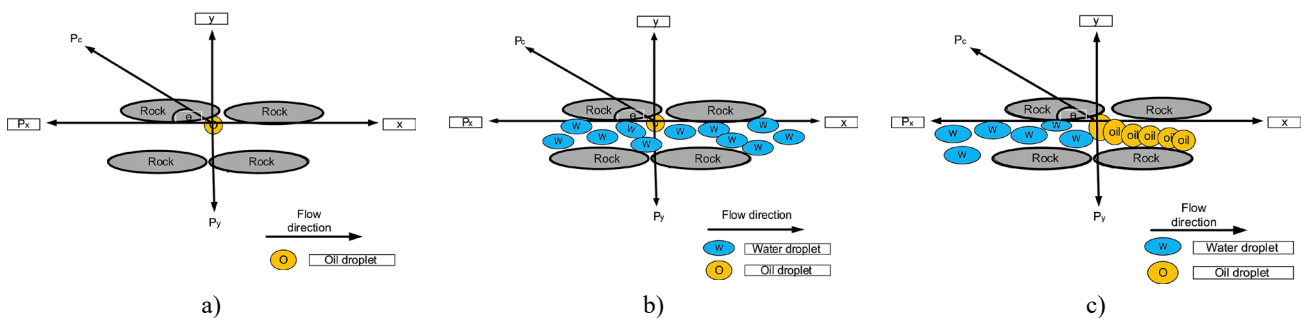 y
Pc
Rock
Rock
Θ
O
Px
x
Rock
Rock
Py
Flow
direction
O
Oil droplet
a)
y
Pc
Rock
Rock
Θ
Px
x
W
W
W
W
W
W
W
W
W
W
Rock
Rock
Py
Flow direction
W
Water droplet
O
Oil droplet
b)
y
Pc
Rock
Rock
Θ
Px
x
W
W
W
W
W
W
oil
oil
oil
oil
oil
Rock
Rock
Py
Flow
direction
W
Water droplet
O
Oil droplet
c)